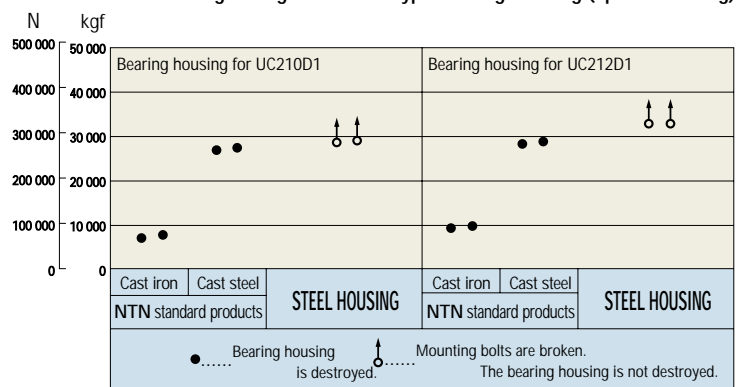 N kgf
500 000 50 000
Bearing housing for UC210D1 Bearing housing for UC212D1
400 000 40 000
300 000 30 000
200 000 20 000
100 000 10 000
0 0
Cast iron Cast steel STEEL HOUSING Cast iron Cast steel STEEL HOUSING
NTN standard products NTN standard products
Bearing housing is destroyed.
Mounting bolts are broken.
The bearing housing is not destroyed.